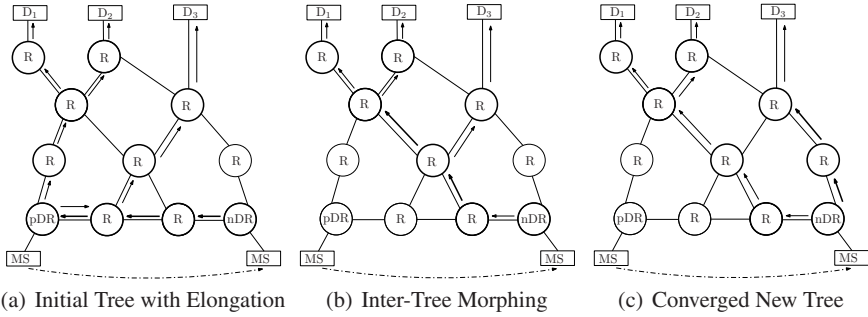 D1 D2 D3 D1 D2 D3 D1 D2 D3
R R R R R R
R R R R R R
R R R R R R R R R
pDR R R nDR pDR R R nDR pDR R R nDR
MS MS MS MS MS MS
(a) Initial Tree with Elongation (b) Inter-Tree Morphing (c) Converged New Tree